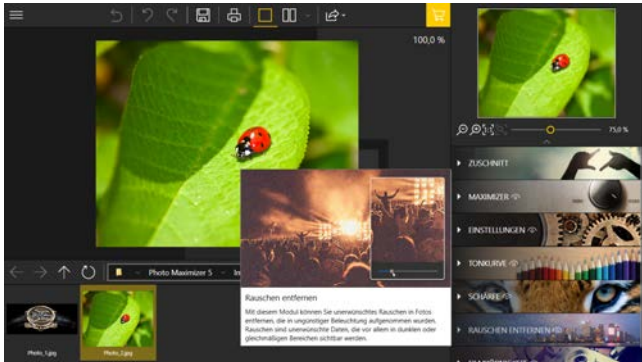 100,0 %
75,0 %
ZUSCHNITT
MAXIMIZER
EINSTELLUNGEN
TONKURVE
SCHÄRFE
RAUSCHEN ENTFERNEN
Photo Maximizer 5
Rauschen entfernen
Mit diesem Modul können Sie unerwünschtes Rauschen in Fotos
entfernen, die in ungünstiger Beleuchtung aufgenommen wurden.
Rauschen sind unerwünschte Daten, die vor allem in dunklen oder
gleichmäßigen Bereichen sichtbar werden.
Photo_1.jpg
Photo_2.jpg